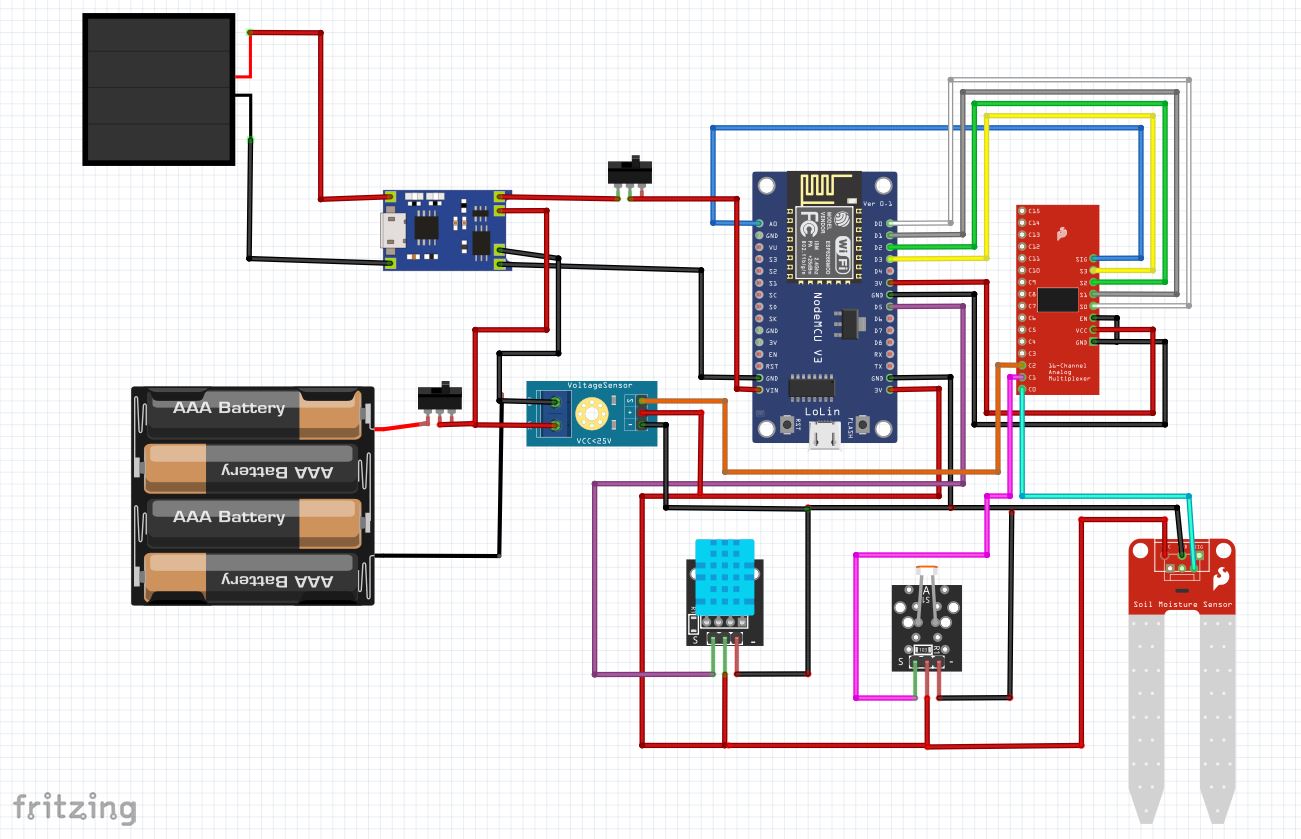 AAA Battery
AAA Battery
AAA Battery
AAA Battery
VoltageSensor
S
+
-
VCC<25V
Ver 0.1
WiFi
FC
MODEL
VENDOR
A0
GND
VU
S3
S2
S1
SC
S0
SK
GND
3V
EN
RST
GND
VIN
D0
D1
D2
D3
D4
3V
GND
D5
D6
D7
D8
RX
TX
GND
3V
NodeMCU V3
LoLin
RST
FLASH
C15
C14
C13
C12
C11
C10
C9
C8
C7
C6
C5
C4
C3
C2
C1
C0
SIG
S3
S2
S1
S0
EN
VCC
GND
16-Channel
Analog
Multiplexer
S
-
S
-
Soil Moisture Sensor
fritzing